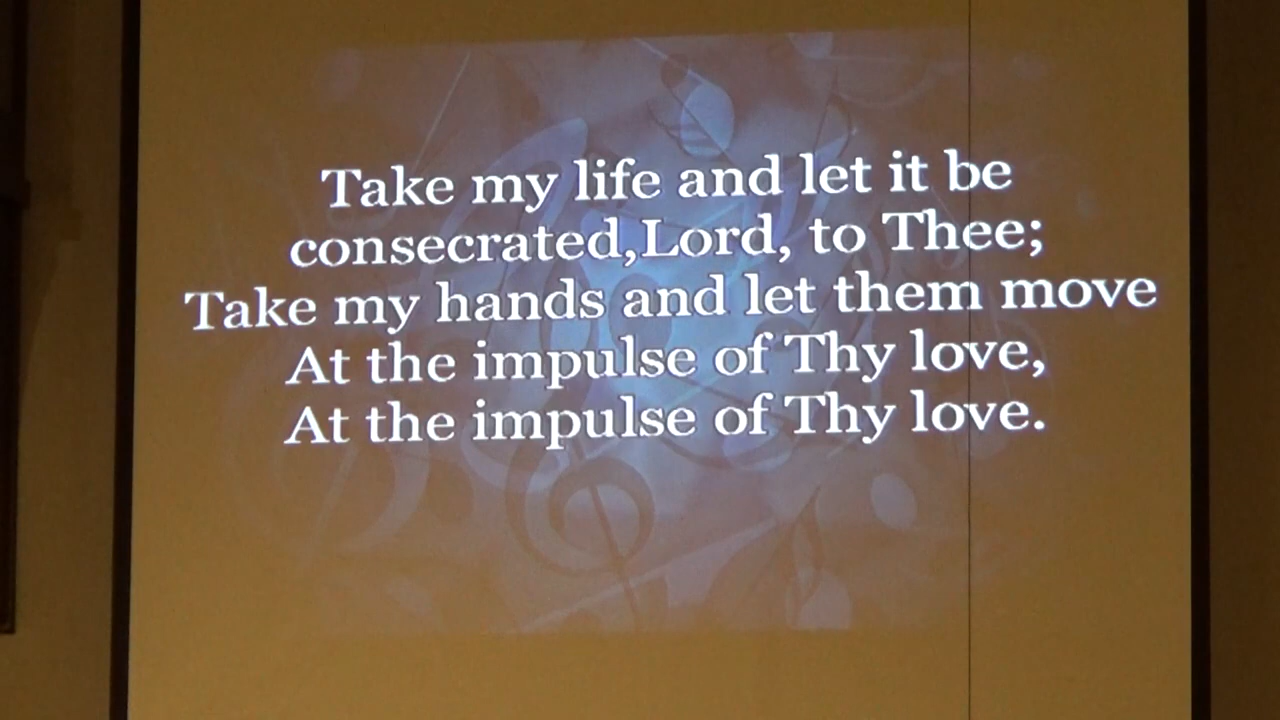 Take my life and let it be
consecrated,Lord, to Thee;
Take my hands and let them move
At the impulse of Thy love,
At the impulse of Thy love.